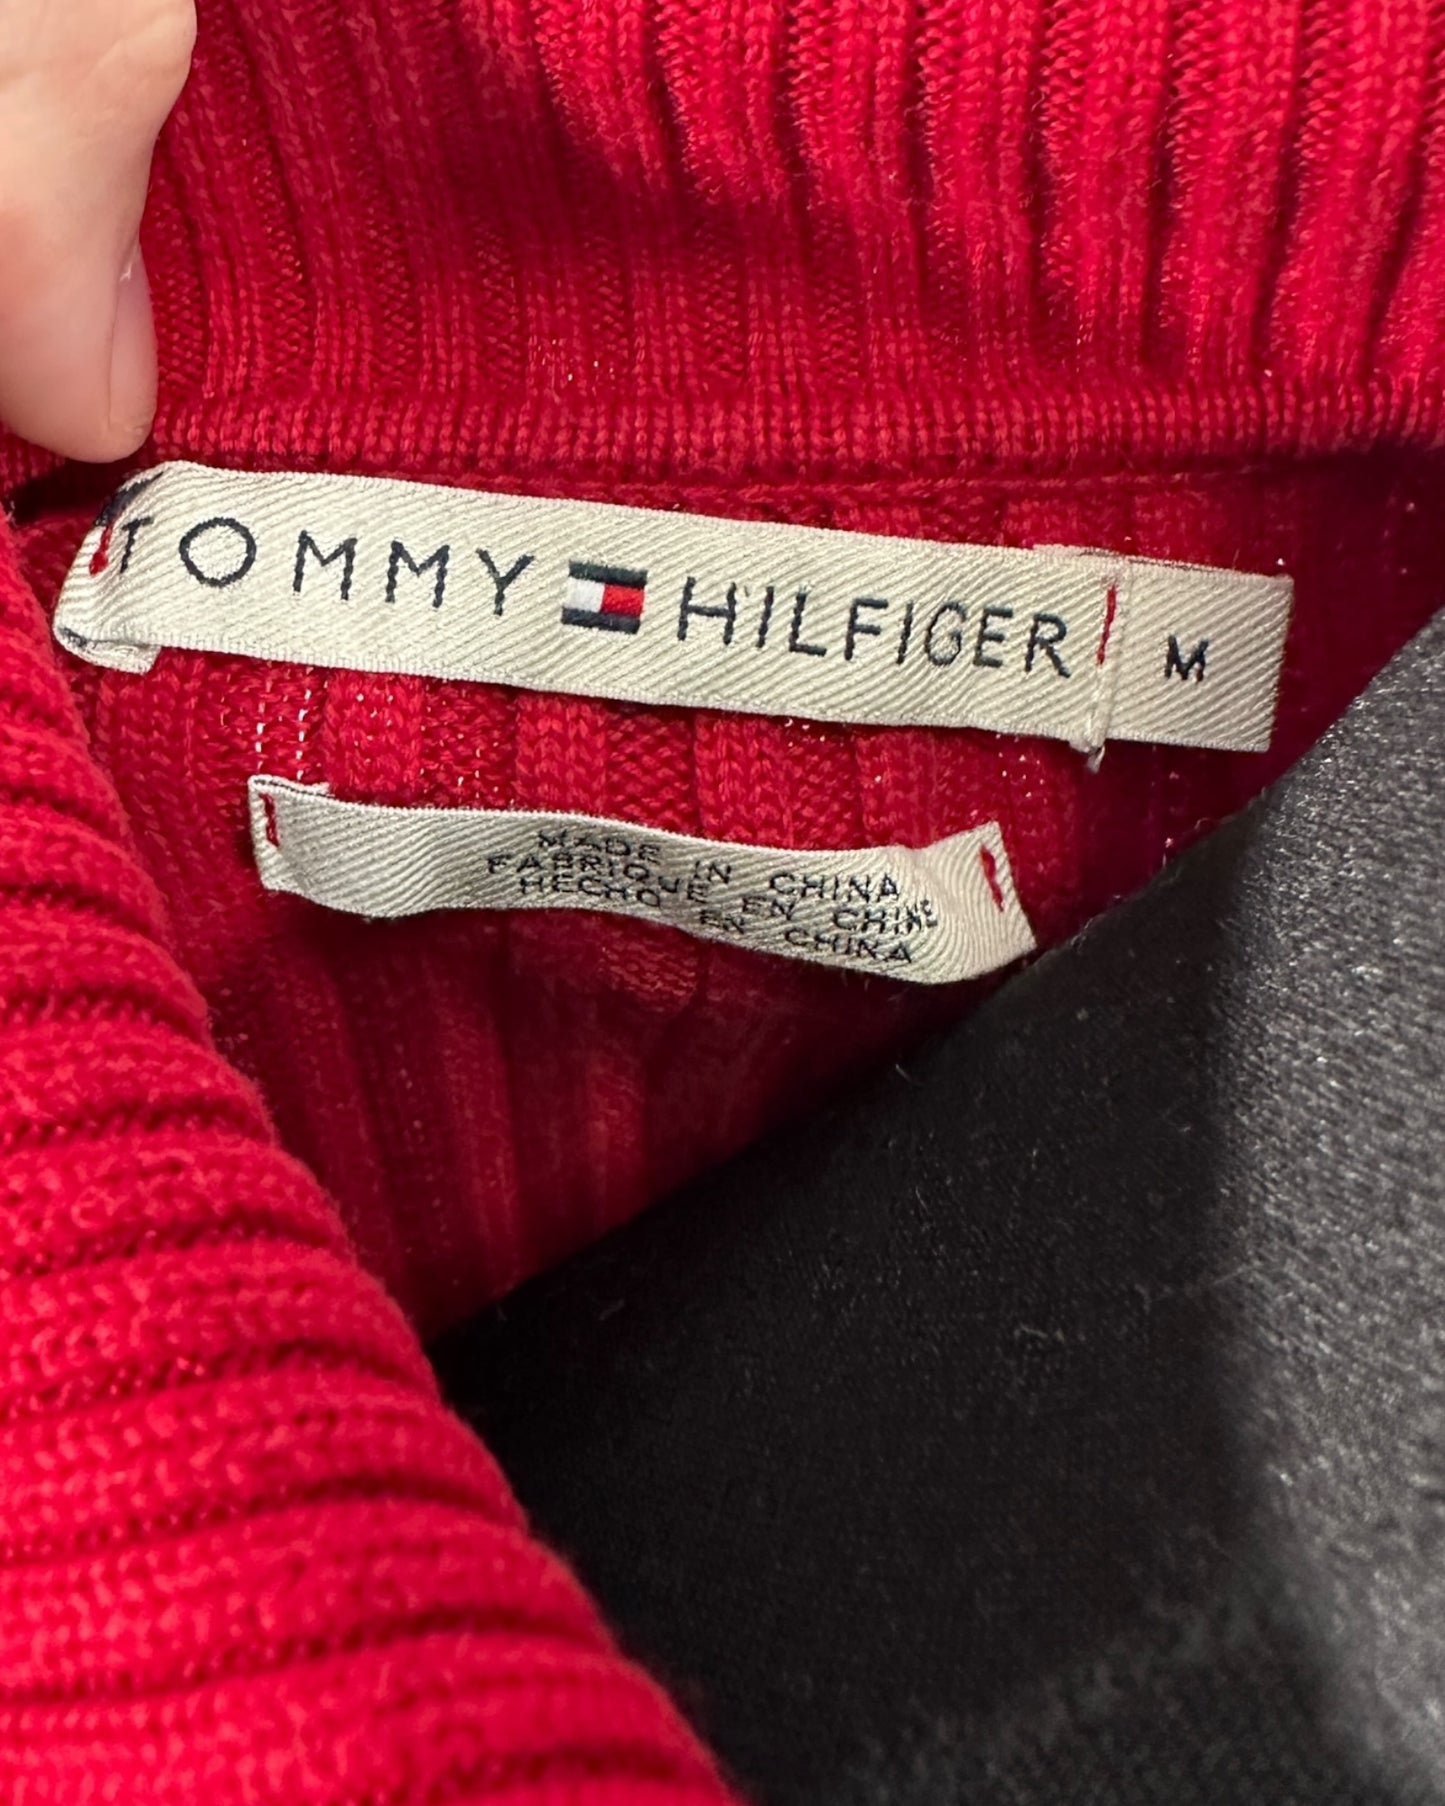 TOMMY HILFIGER M
MADE IN CHINA
FABRIQUE EN CHINE
HECHO EN CHINA